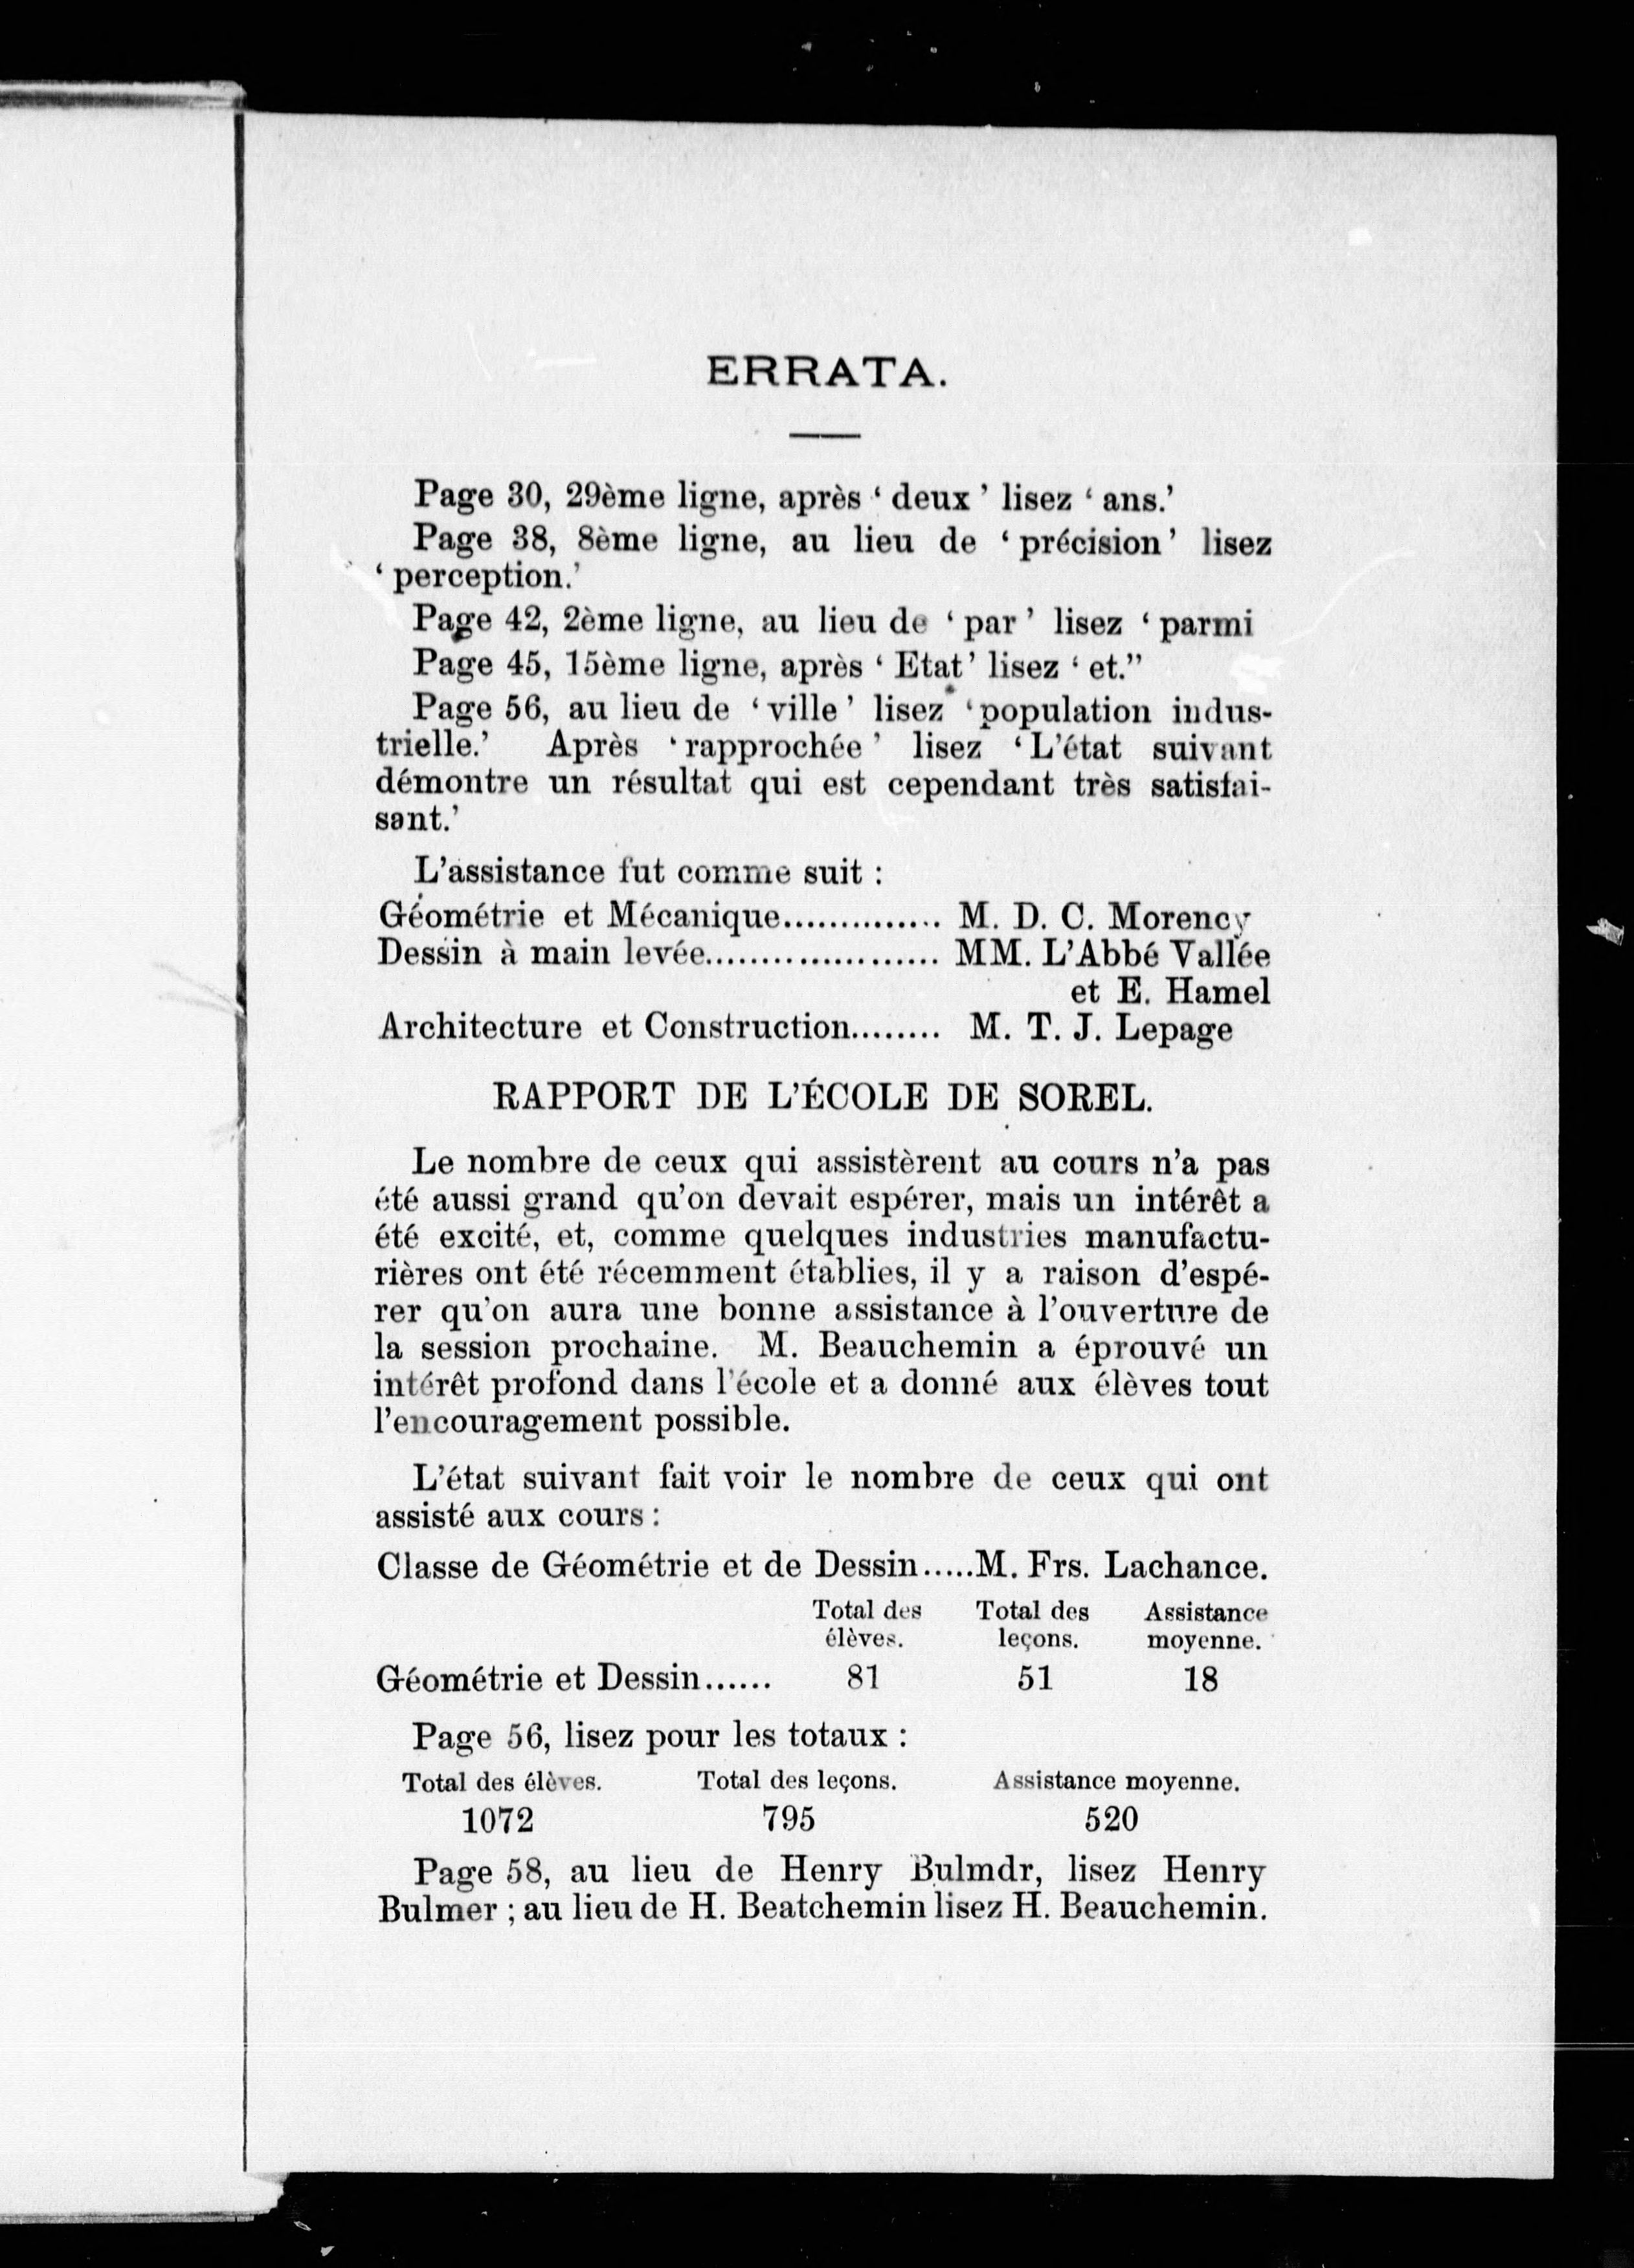 ERRATA.
Page 30, 29ème ligne, après ‘ deux ’ lisez ‘ ans.’
Page 38, 8ème ligne, au lieu de ‘ précision ’ lisez
‘ perception.’
Page 42, 2ème ligne, au lieu de ‘ par ’ lisez ‘ parmi
Page 45, 15ème ligne, après ‘ Etat ’ lisez ‘ et.”
Page 56, au lieu de ‘ ville ’ lisez ‘population indus-
trielle.’ Après ‘ rapprochée ’ lisez ‘ L’état suivant
démontre un résultat qui est cependant très satisfai-
sant.’
L’assistance fut comme suit :
Géométrie et Mécanique.............. M. D. C. Morency
Dessin à main levée..................... MM. L’Abbé Vallée
et E. Hamel
Architecture et Construction........ M. T. J. Lepage
RAPPORT DE L’ÉCOLE DE SOREL.
Le nombre de ceux qui assistèrent au cours n’a pas
été aussi grand qu’on devait espérer, mais un intérêt a
été excité, et, comme quelques industries manufactu-
rières ont été récemment établies, il y a raison d’espé-
rer qu’on aura une bonne assistance à l’ouverture de
la session prochaine. M. Beauchemin a éprouvé un
intérêt profond dans l’école et a donné aux élèves tout
l’encouragement possible.
L’état suivant fait voir le nombre de ceux qui ont
assisté aux cours :
Classe de Géométrie et de Dessin.....M. Frs. Lachance.
Total des Total des Assistance
élèves. leçons. moyenne.
Géométrie et Dessin...... 81 51 18
Page 56, lisez pour les totaux :
Total des élèves. Total des leçons. Assistance moyenne.
1072 795 520
Page 58, au lieu de Henry Bulmdr, lisez Henry
Bulmer ; au lieu de H. Beatchemin lisez H. Beauchemin.